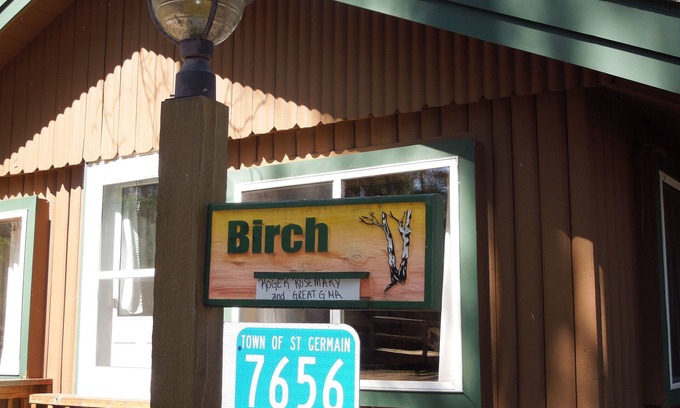 Birch
ROGER ROSEMARY
and GREAT G MA
TOWN OF ST GERMAIN
7656